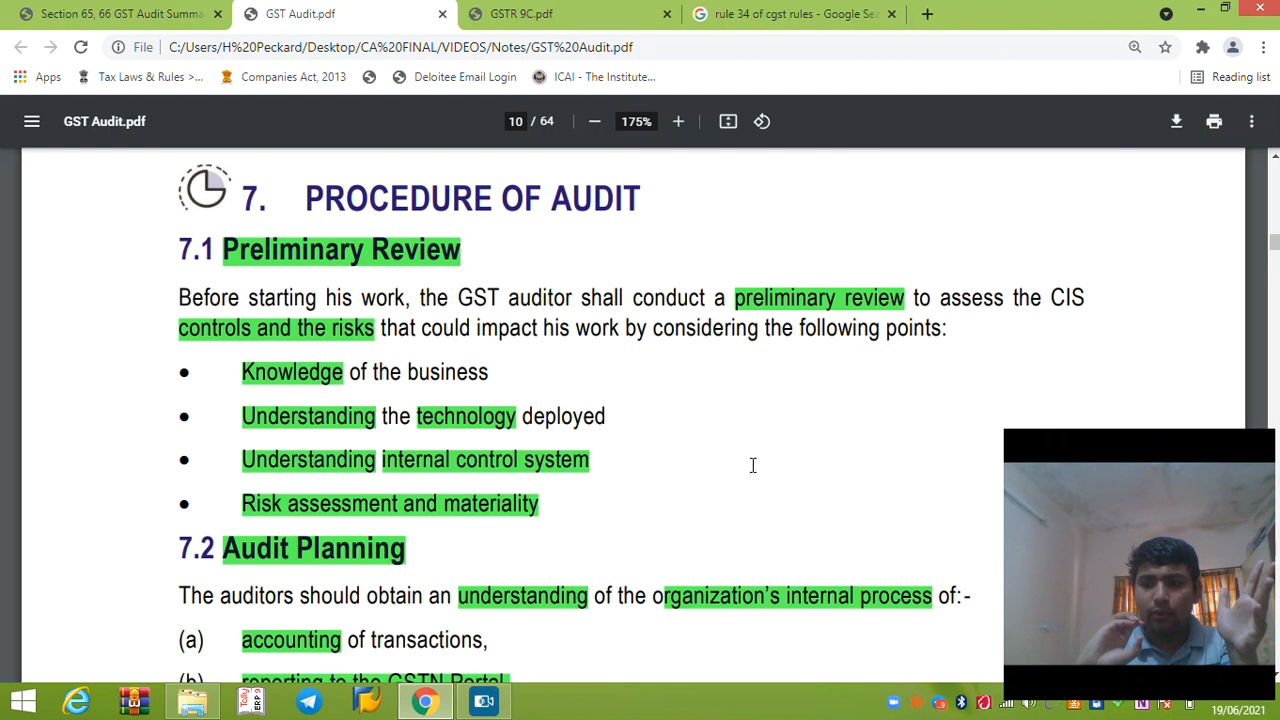 Section 65, 66 GST Audit Summa
GST Audit.pdf
GSTR 9C.pdf
rule 34 of cgst rules - Google Sea
File
C:/Users/H%20Peckard/Desktop/CA%20FINAL/VIDEOS/Notes/GST%20Audit.pdf
Apps
Tax Laws & Rules >...
Companies Act, 2013
Deloitee Email Login
ICAI - The Institute...
Reading list
GST Audit.pdf
10 / 64
175%
7. PROCEDURE OF AUDIT
7.1 Preliminary Review
Before starting his work, the GST auditor shall conduct a preliminary review to assess the CIS
controls and the risks that could impact his work by considering the following points:
• Knowledge of the business
• Understanding the technology deployed
• Understanding internal control system
• Risk assessment and materiality
7.2 Audit Planning
The auditors should obtain an understanding of the organization's internal process of:-
(a) accounting of transactions,
(b) reporting to the GSTN Portal
19/06/2021